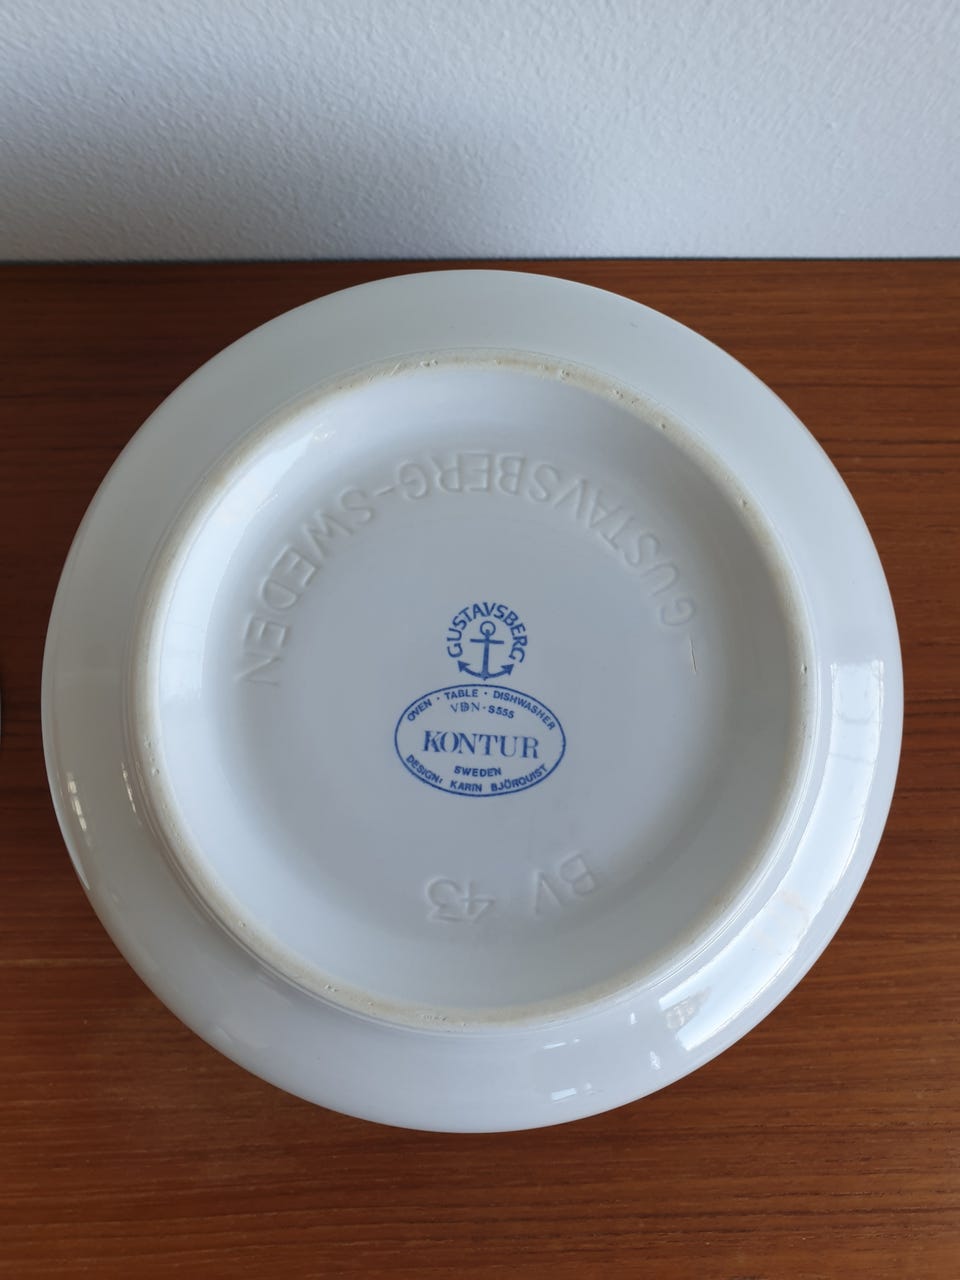 GUSTAVSBERG-SWEDEN
GUSTAVSBERG
OVEN · TABLE · DISHWASHER
VDN · S555
KONTUR
SWEDEN
DESIGN: KARIN BJÖRQUIST
BV 43